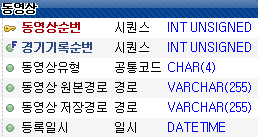 동영상
동영상순번 시퀀스 INT UNSIGNED
경기기록순번 시퀀스 INT UNSIGNED
동영상유형 공통코드 CHAR(4)
동영상 원본경로 경로 VARCHAR(255)
동영상 저장경로 경로 VARCHAR(255)
등록일시 일시 DATETIME